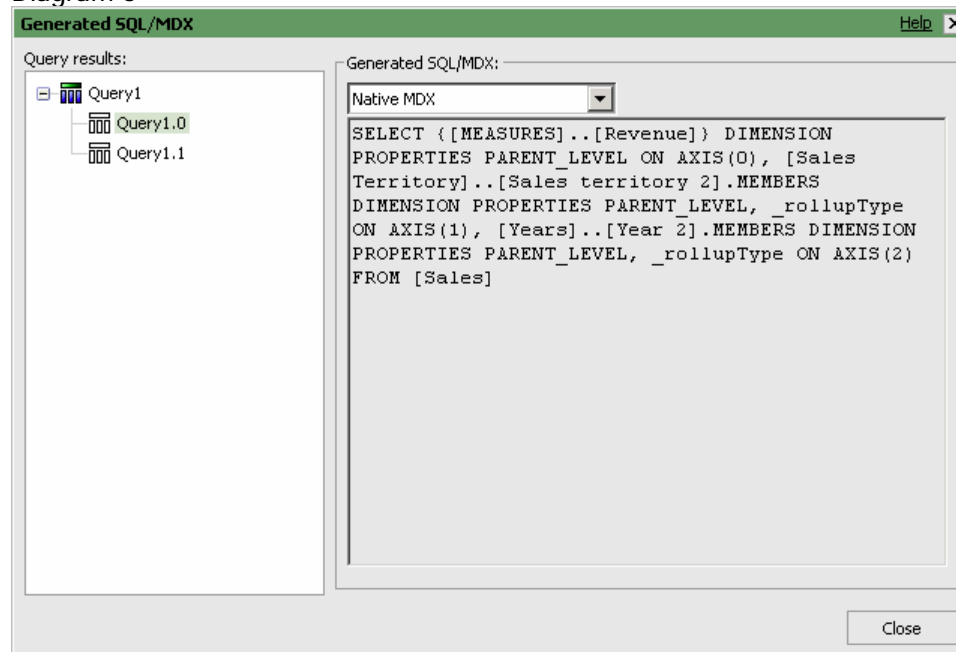 Generated SQL/MDX
Help
Query results:
Generated SQL/MDX:
Query1
Query1.0
Query1.1
Native MDX
SELECT {[MEASURES]..[Revenue]} DIMENSION
PROPERTIES PARENT_LEVEL ON AXIS(0), [Sales
Territory]..[Sales territory 2].MEMBERS
DIMENSION PROPERTIES PARENT_LEVEL, _rollupType
ON AXIS(1), [Years]..[Year 2].MEMBERS DIMENSION
PROPERTIES PARENT_LEVEL, _rollupType ON AXIS(2)
FROM [Sales]
Close